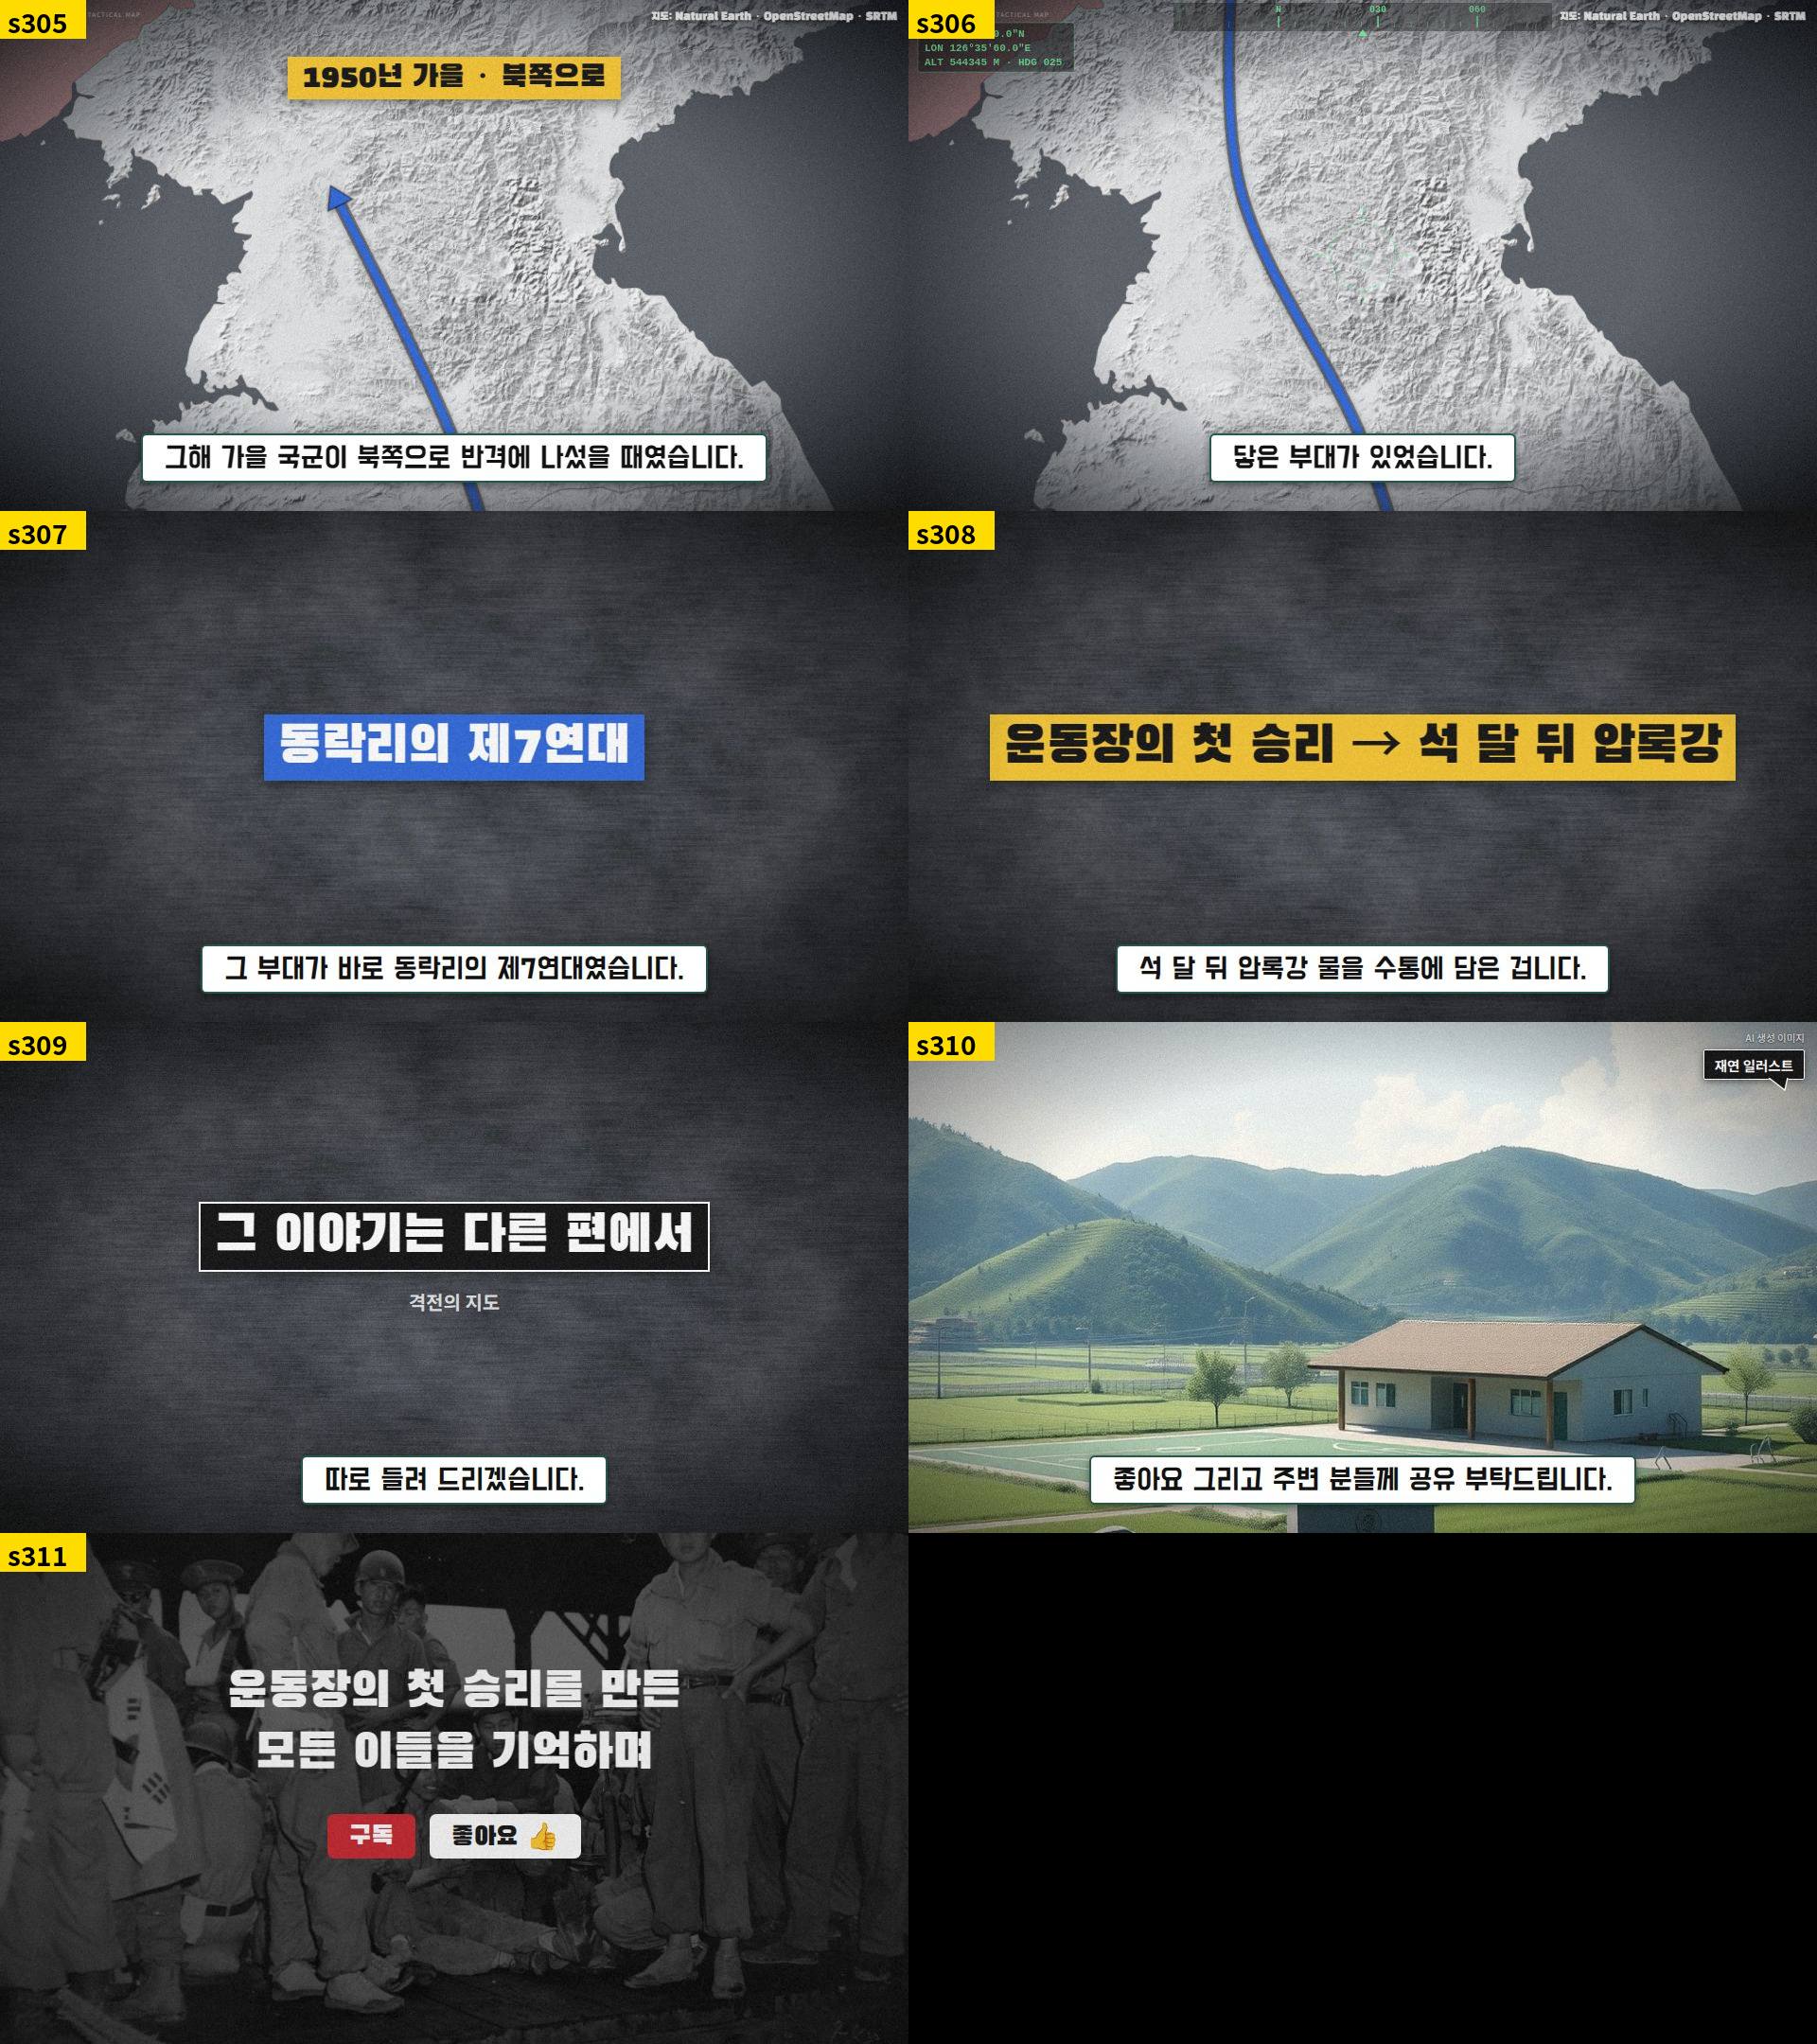 s305
TACTICAL MAP
지도: Natural Earth · OpenStreetMap · SRTM
1950년 가을 · 북쪽으로
그해 가을 국군이 북쪽으로 반격에 나섰을 때였습니다.
s306
TACTICAL MAP
N 030 060
지도: Natural Earth · OpenStreetMap · SRTM
0.0"N
LON 126°35'60.0"E
ALT 544345 M · HDG 025
닿은 부대가 있었습니다.
s307
동락리의 제7연대
그 부대가 바로 동락리의 제7연대였습니다.
s308
운동장의 첫 승리 → 석 달 뒤 압록강
석 달 뒤 압록강 물을 수통에 담은 겁니다.
s309
그 이야기는 다른 편에서
격전의 지도
따로 들려 드리겠습니다.
s310
AI 생성 이미지
재연 일러스트
좋아요 그리고 주변 분들께 공유 부탁드립니다.
s311
운동장의 첫 승리를 만든
모든 이들을 기억하며
구독
좋아요 👍